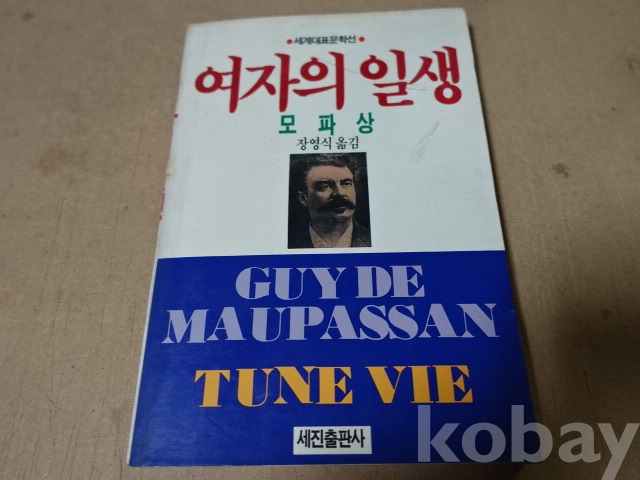 ●세계대표문학선●
여자의 일생
모파상
장영식 옮김
GUY DE
MAUPASSAN
TUNE VIE
세진출판사
kobay